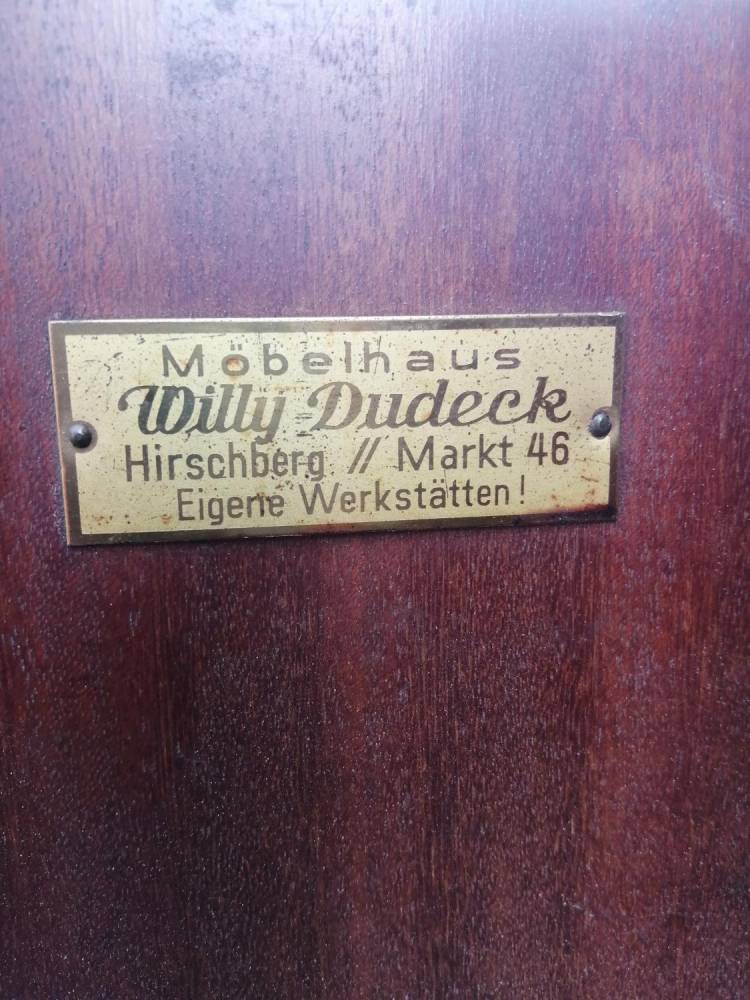 Möbelhaus
Willy Dudeck
Hirschberg // Markt 46
Eigene Werkstätten!